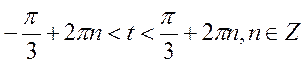 -π/3 + 2πn < t < π/3 + 2πn, n ∈ Z